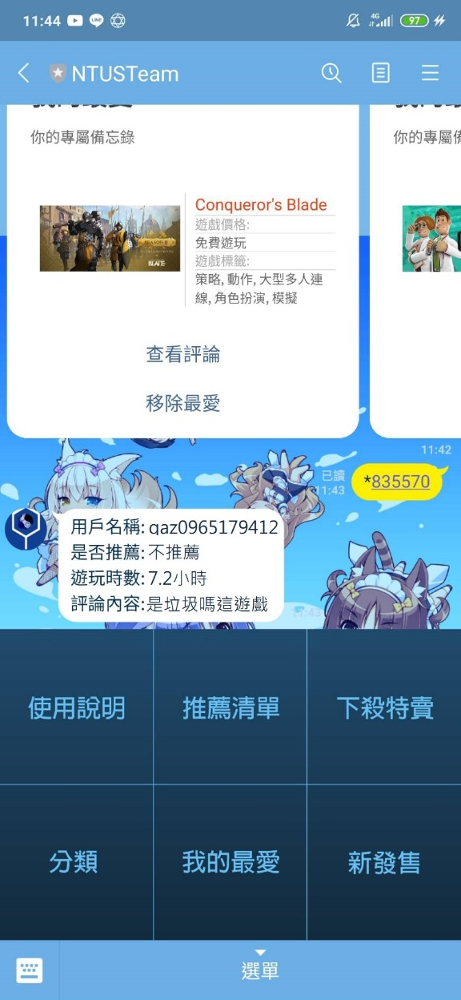 11:44
4G
97
NTUSTeam
你的專屬備忘錄
你的專屬備
Conqueror's Blade
遊戲價格:
免費遊玩
遊戲標籤:
策略, 動作, 大型多人連
線, 角色扮演, 模擬
查看評論
移除最愛
11:42
已讀
11:43
*835570
用戶名稱: qaz0965179412
是否推薦: 不推薦
遊玩時數: 7.2小時
評論內容:是垃圾嗎這遊戲
11:43
使用說明
推薦清單
下殺特賣
分類
我的最愛
新發售
選單